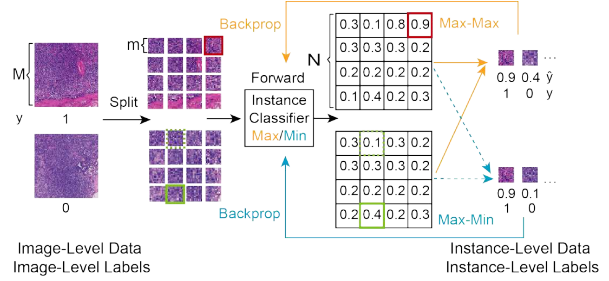 Backprop
Max-Max
m
N
0.3 0.1 0.8 0.9
0.3 0.3 0.3 0.2
0.2 0.2 0.2 0.2
0.1 0.4 0.2 0.3
M
Forward
Split
Instance
Classifier
Max/Min
0.9 0.4 ŷ
1 0 y
...
y 1
0.3 0.1 0.2 0.2
0.3 0.3 0.3 0.2
0.2 0.2 0.2 0.2
0.2 0.4 0.2 0.3
...
0.9 0.1
1 0
0
Backprop
Max-Min
Image-Level Data
Image-Level Labels
Instance-Level Data
Instance-Level Labels